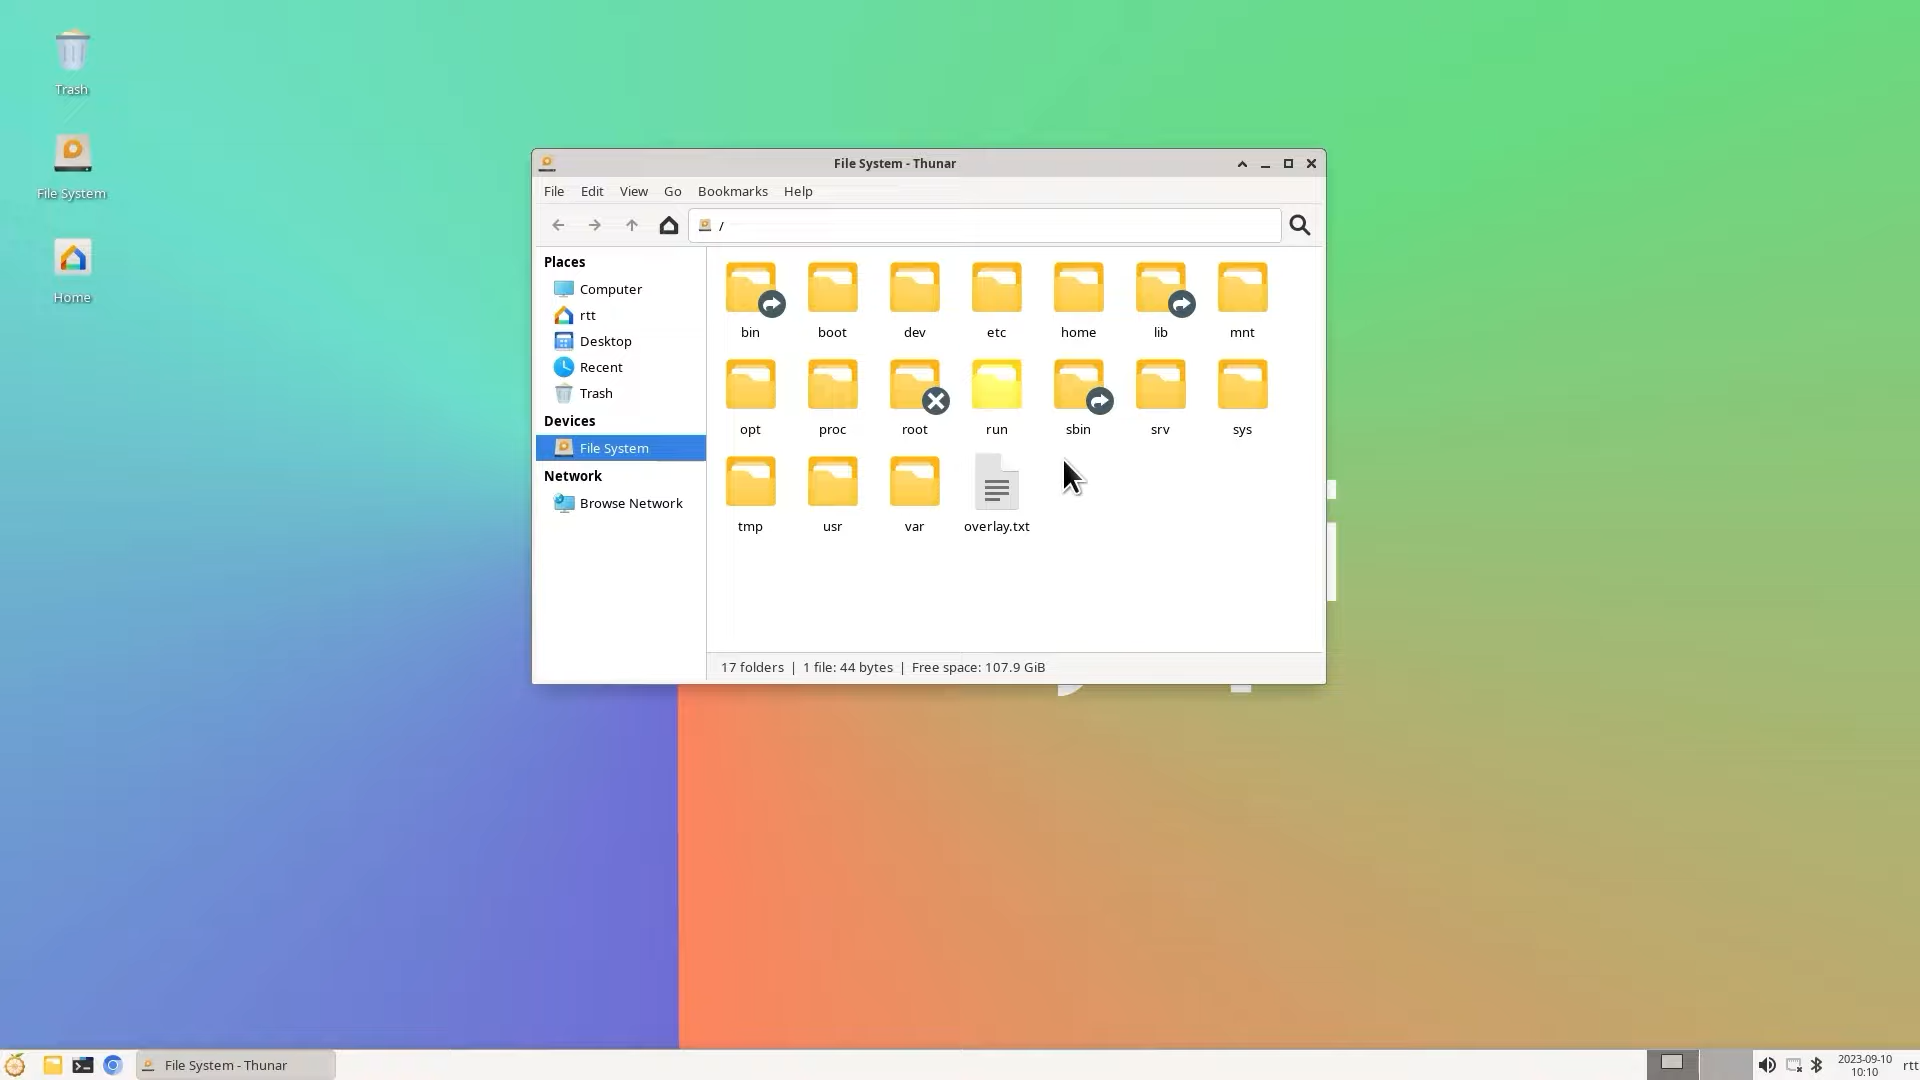 Trash
File System
Home
File System - Thunar
File Edit View Go Bookmarks Help
/
Places
Computer
rtt
Desktop
Recent
Trash
Devices
File System
Network
Browse Network
bin boot dev etc home lib mnt
opt proc root run sbin srv sys
tmp usr var overlay.txt
17 folders | 1 file: 44 bytes | Free space: 107.9 GiB
File System - Thunar
2023-09-10
10:10
rtt